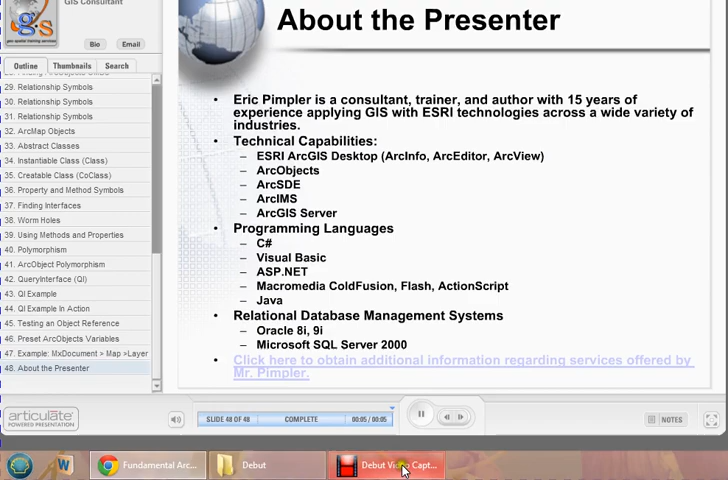 GIS Consultant
gis
geo spatial training services
Bio
Email
Outline
Thumbnails
Search
29. Relationship Symbols
30. Relationship Symbols
31. Relationship Symbols
32. ArcMap Objects
33. Abstract Classes
34. Instantiable Class (Class)
35. Creatable Class (CoClass)
36. Property and Method Symbols
37. Finding Interfaces
38. Worm Holes
39. Using Methods and Properties
40. Polymorphism
41. ArcObject Polymorphism
42. QueryInterface (QI)
43. QI Example
44. QI Example In Action
45. Testing an Object Reference
46. Preset ArcObjects Variables
47. Example: MxDocument > Map >Layer
48. About the Presenter
About the Presenter
• Eric Pimpler is a consultant, trainer, and author with 15 years of
experience applying GIS with ESRI technologies across a wide variety of
industries.
• Technical Capabilities:
– ESRI ArcGIS Desktop (ArcInfo, ArcEditor, ArcView)
– ArcObjects
– ArcSDE
– ArcIMS
– ArcGIS Server
• Programming Languages
– C#
– Visual Basic
– ASP.NET
– Macromedia ColdFusion, Flash, ActionScript
– Java
• Relational Database Management Systems
– Oracle 8i, 9i
– Microsoft SQL Server 2000
• Click here to obtain additional information regarding services offered by
Mr. Pimpler.
articulate
POWERED PRESENTATION
SLIDE 48 OF 48
COMPLETE
00:05 / 00:05
NOTES
Fundamental Arc...
Debut
Debut Video Capt...